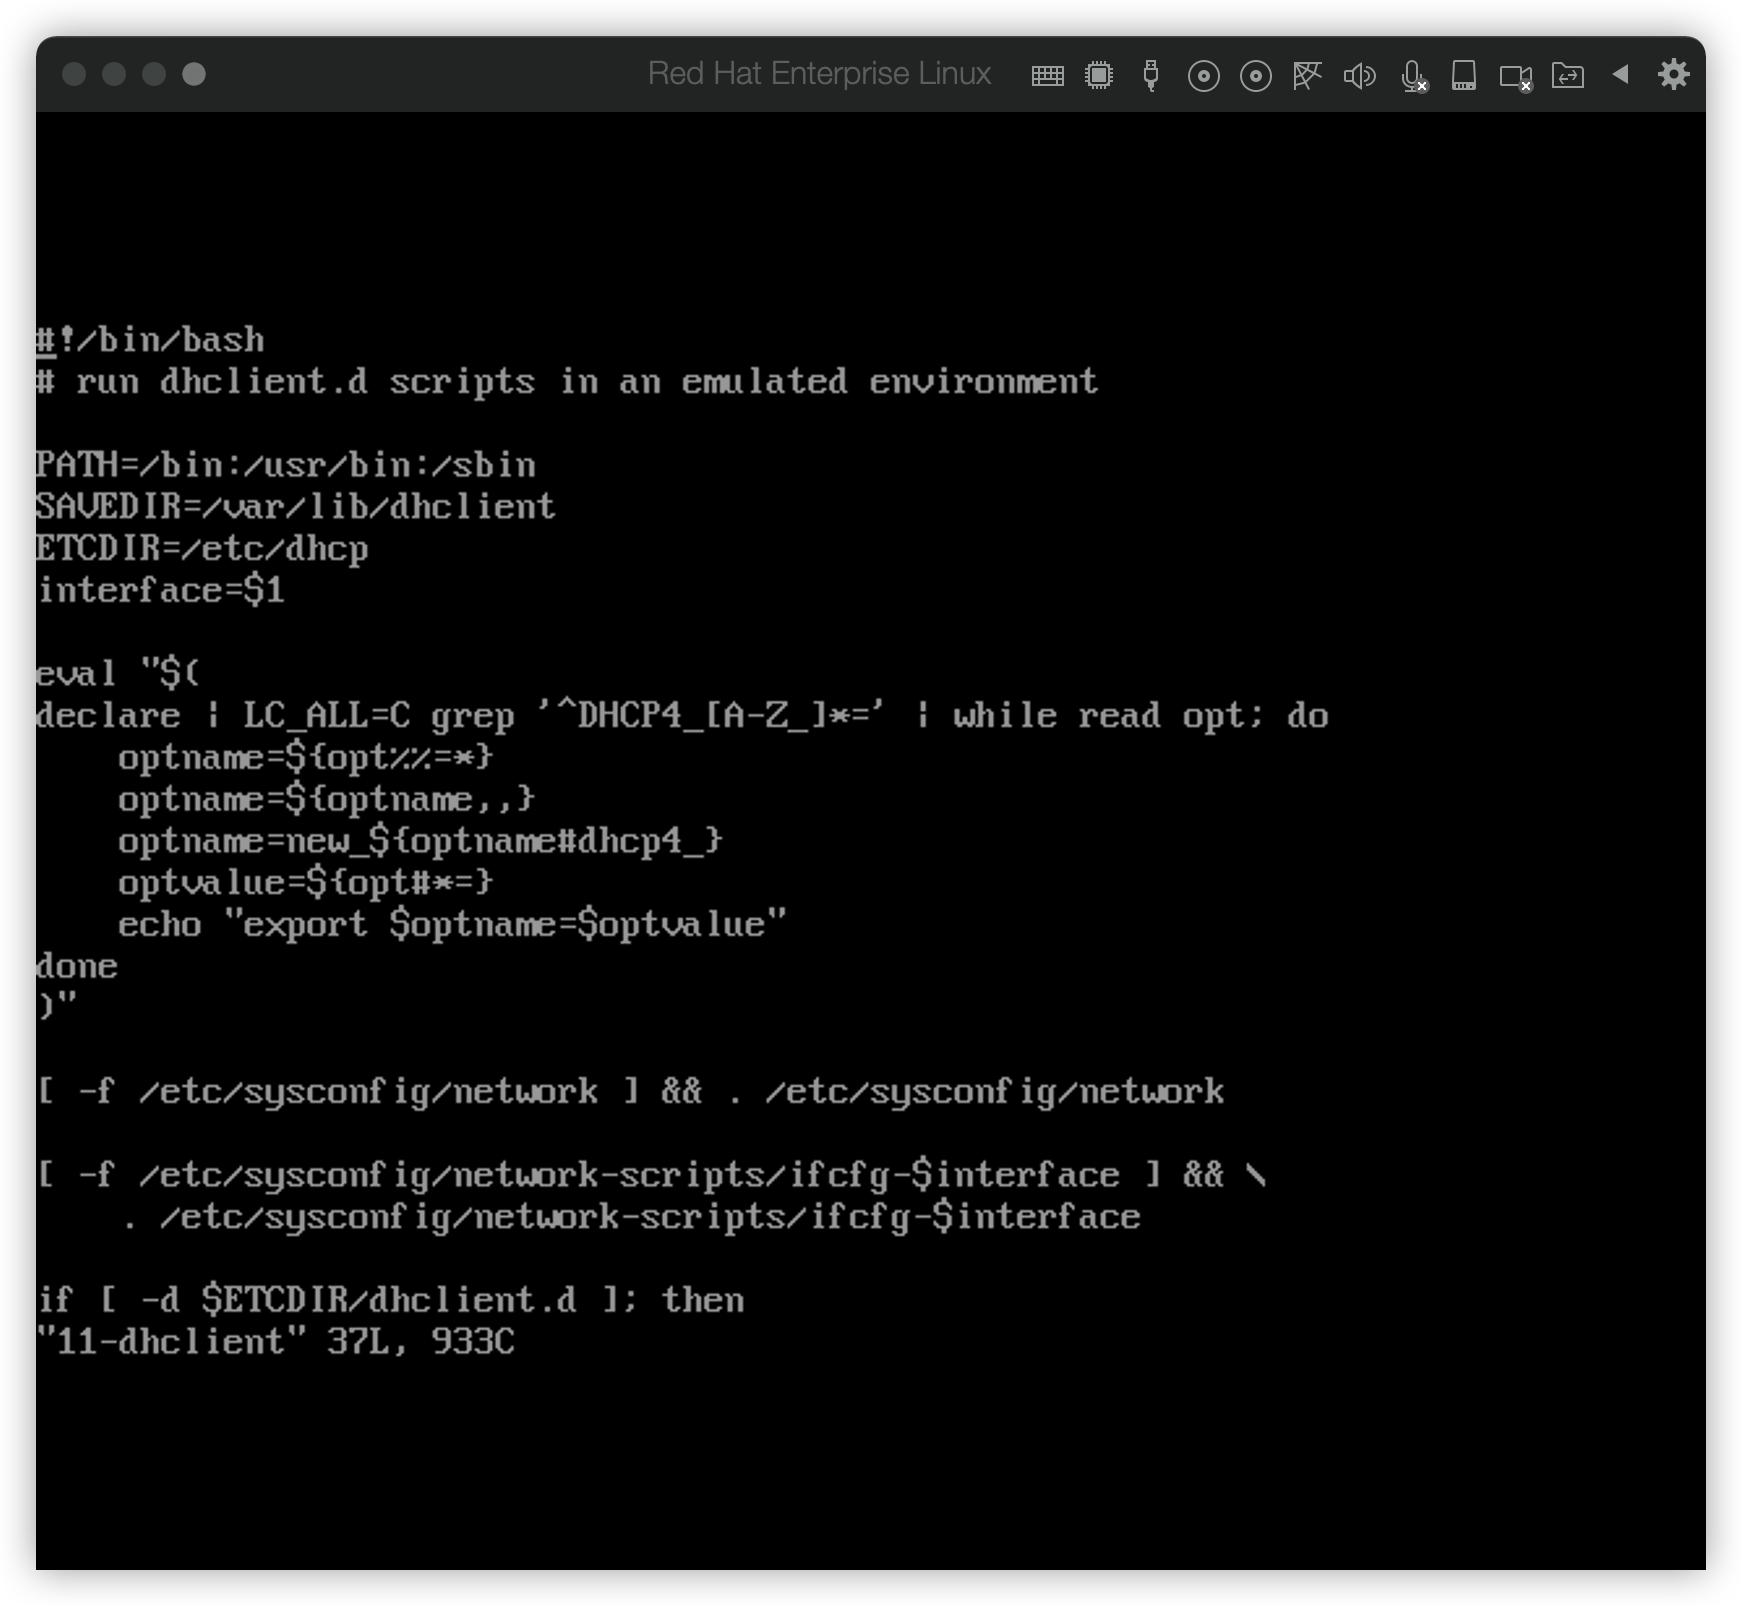 Red Hat Enterprise Linux
#!/bin/bash
# run dhclient.d scripts in an emulated environment
PATH=/bin:/usr/bin:/sbin
SAVEDIR=/var/lib/dhclient
ETCDIR=/etc/dhcp
interface=$1
eval "$(
declare | LC_ALL=C grep '^DHCP4_[A-Z_]*=' | while read opt; do
    optname=${opt%%=*}
    optname=${optname,,}
    optname=new_${optname#dhcp4_}
    optvalue=${opt#*=}
    echo "export $optname=$optvalue"
done
)"
[ -f /etc/sysconfig/network ] && . /etc/sysconfig/network
[ -f /etc/sysconfig/network-scripts/ifcfg-$interface ] && \
    . /etc/sysconfig/network-scripts/ifcfg-$interface
if [ -d $ETCDIR/dhclient.d ]; then
"11-dhclient" 37L, 933C